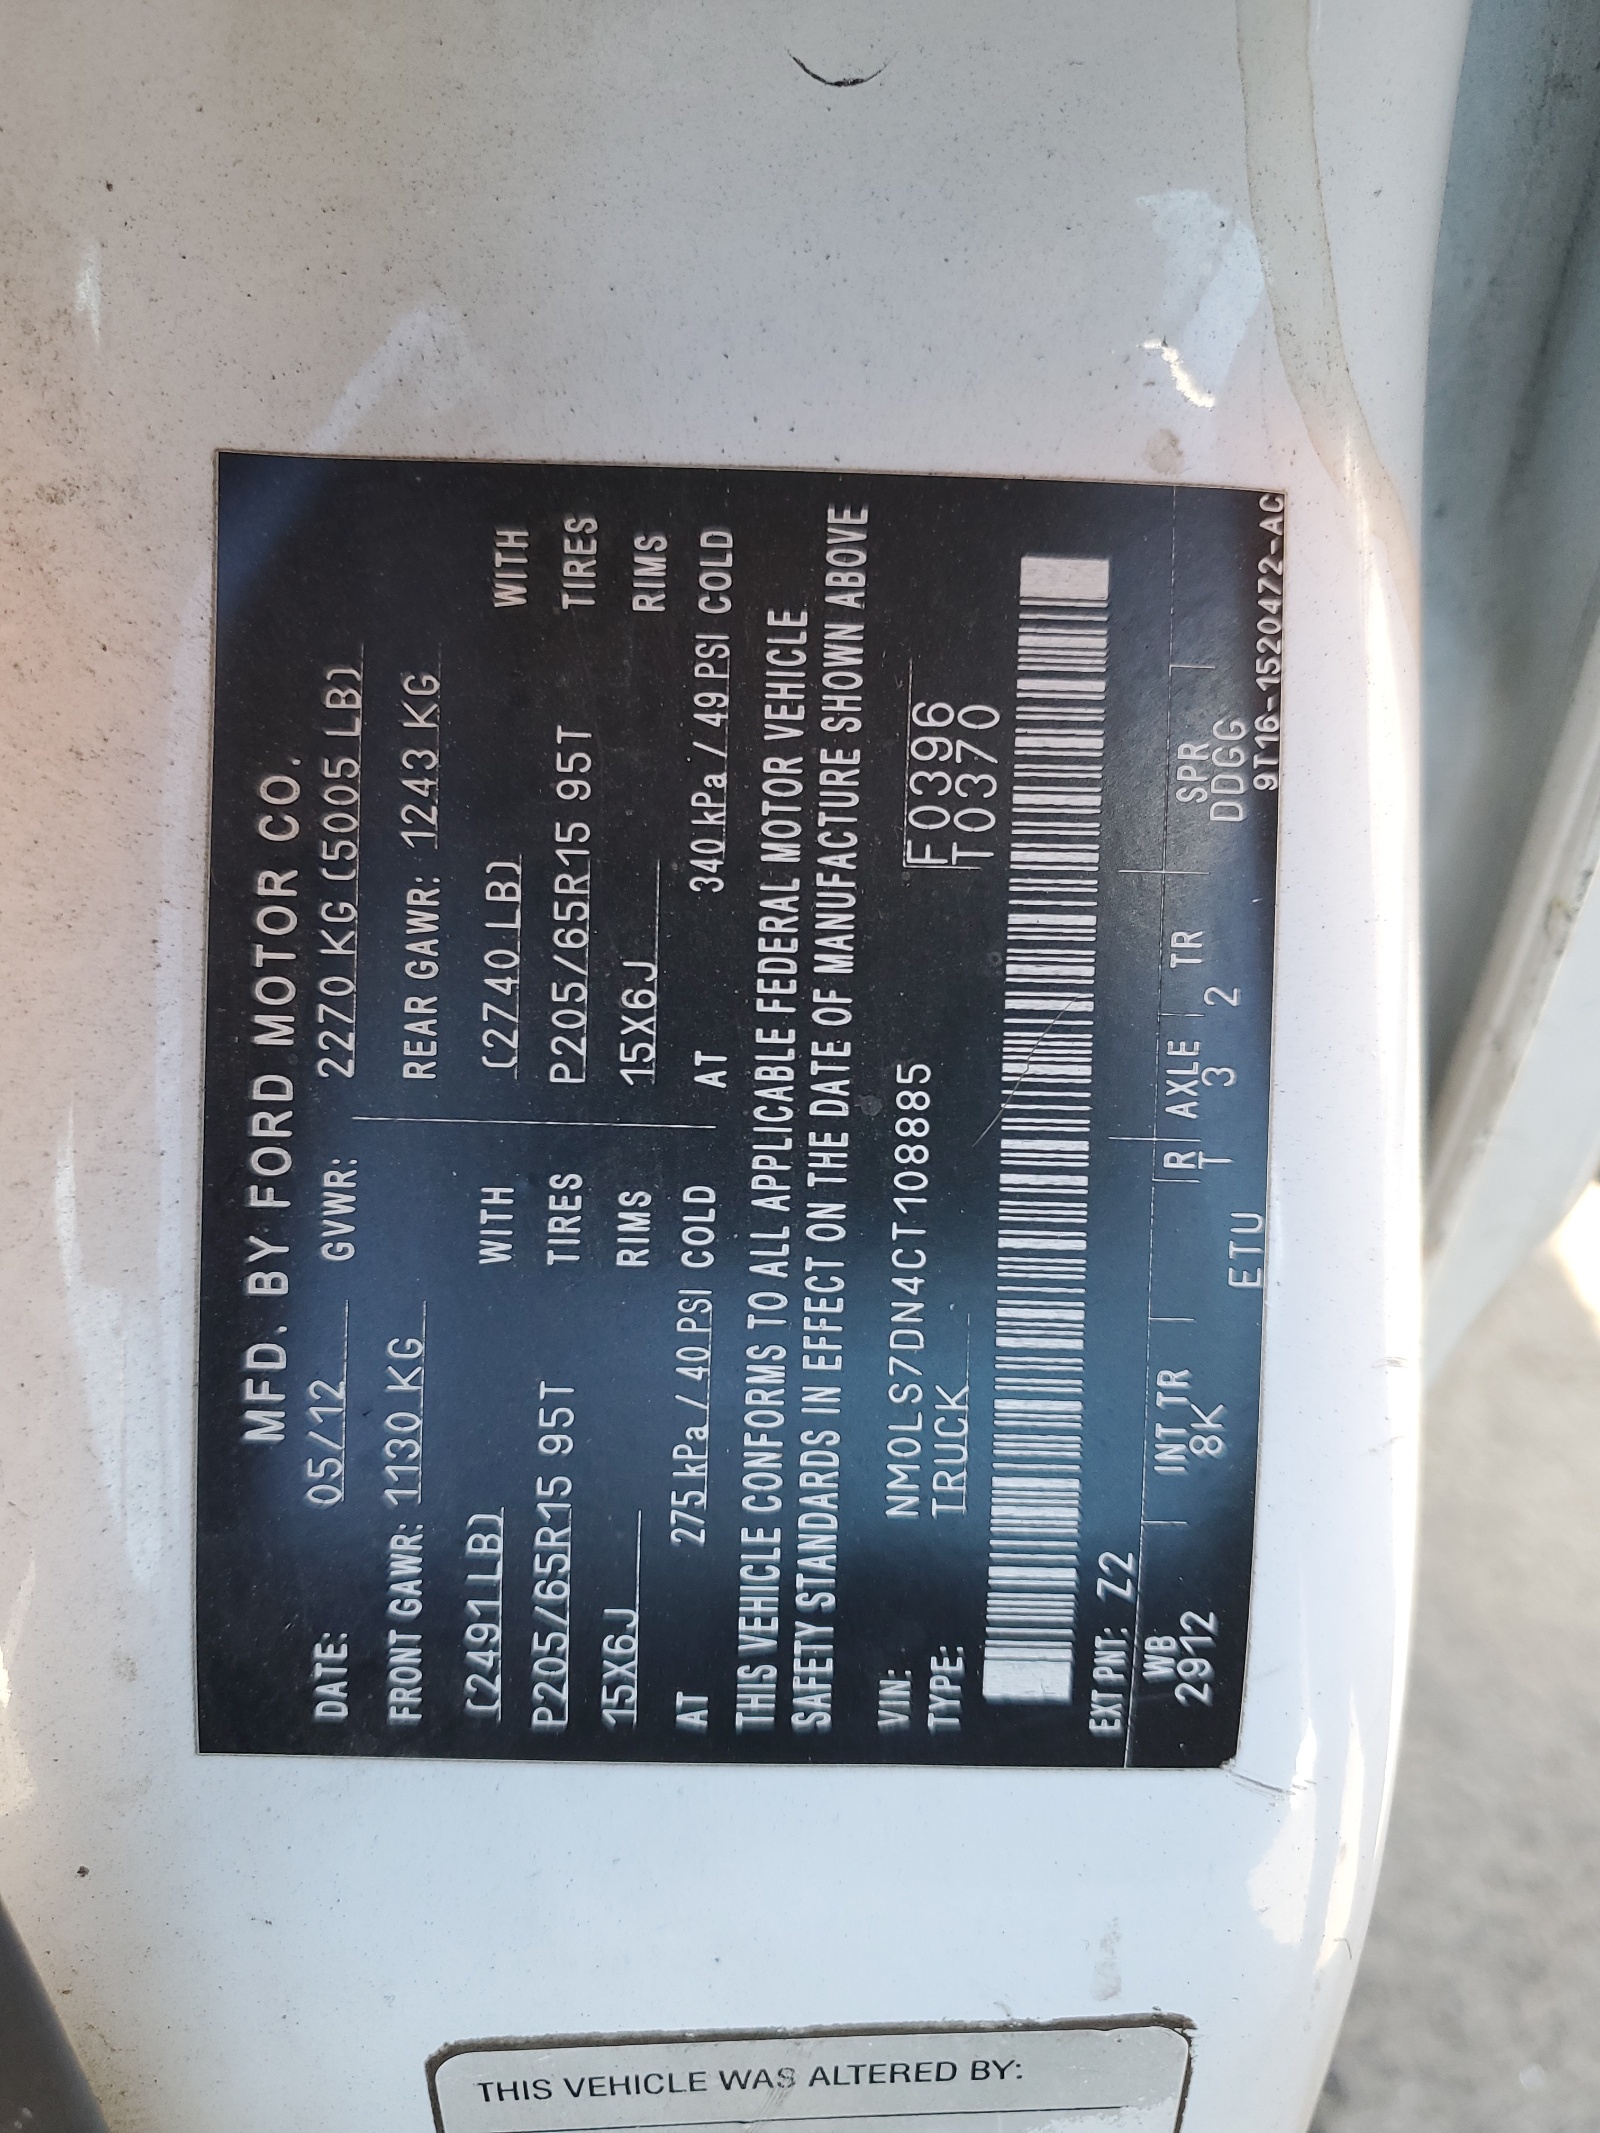 MFD. BY FORD MOTOR CO.
DATE: 05/12 GVWR: 2270 KG (5005 LB)
FRONT GAWR: 1130 KG REAR GAWR: 1243 KG
(2491 LB) WITH (2740 LB) WITH
P205/65R15 95T TIRES P205/65R15 95T TIRES
15X6J RIMS 15X6J RIMS
AT 275 kPa / 40 PSI COLD AT 340 kPa / 49 PSI COLD
THIS VEHICLE CONFORMS TO ALL APPLICABLE FEDERAL MOTOR VEHICLE
SAFETY STANDARDS IN EFFECT ON THE DATE OF MANUFACTURE SHOWN ABOVE
VIN: NM0LS7DN4CT108885 F0396
TYPE: TRUCK T0370
EXT PNT: Z2
WB INT TR R AXLE TR SPR
2912 8K T 3 2 DDGG
ETU 9T16-1520472-AC
THIS VEHICLE WAS ALTERED BY: